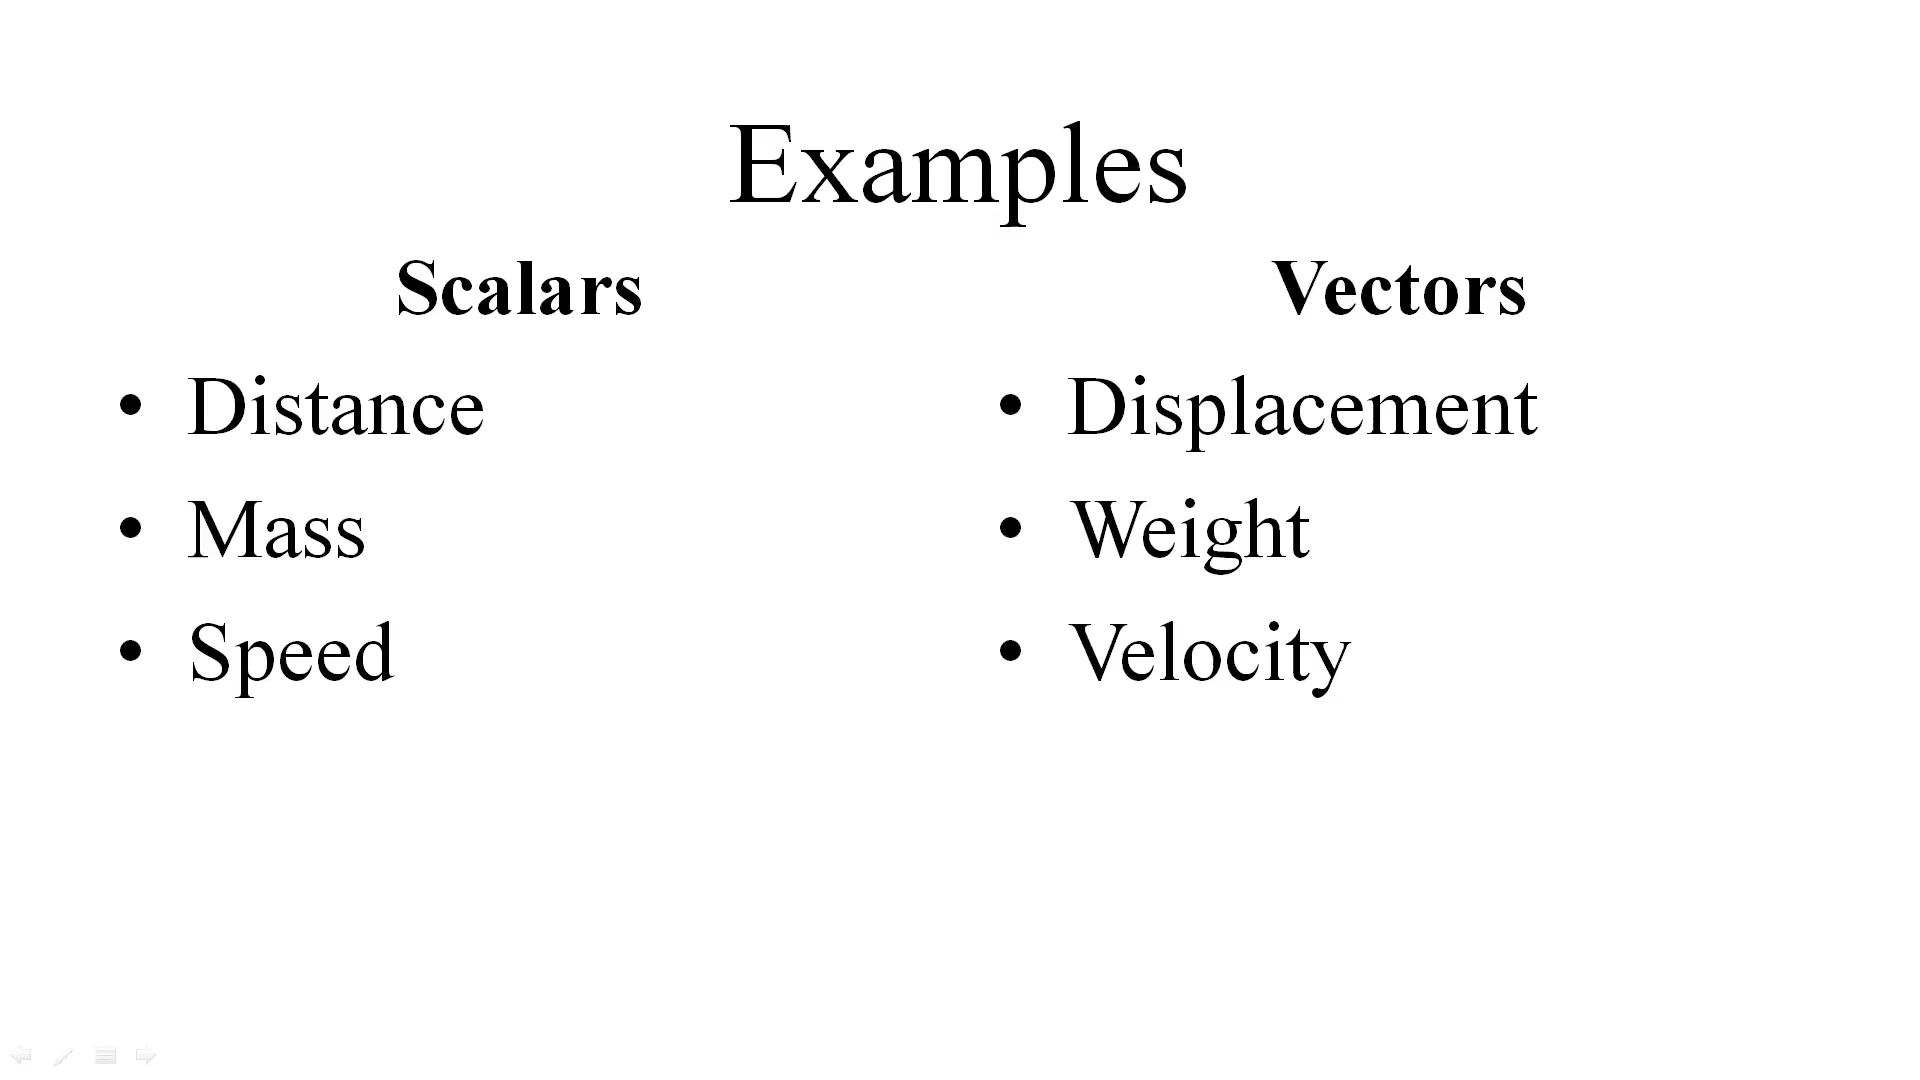 Examples
Scalars
• Distance
• Mass
• Speed
Vectors
• Displacement
• Weight
• Velocity